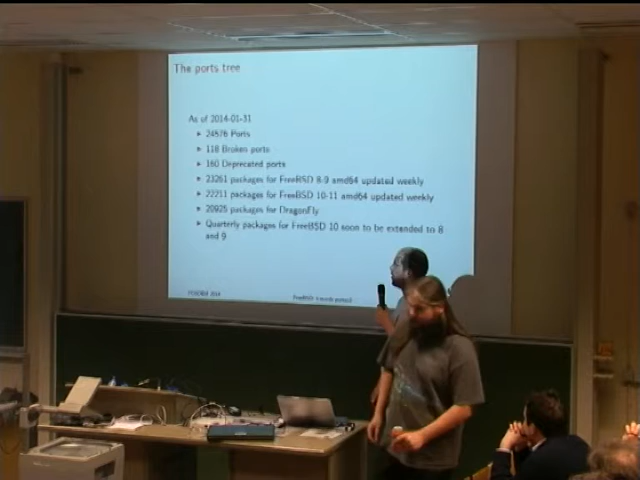 The ports tree
As of 2014-01-31
24576 Ports
118 Broken ports
160 Deprecated ports
23261 packages for FreeBSD 8-9 amd64 updated weekly
22211 packages for FreeBSD 10-11 amd64 updated weekly
20925 packages for DragonFly
Quarterly packages for FreeBSD 10 soon to be extended to 8
and 9
FOSDEM 2014
FreeBSD